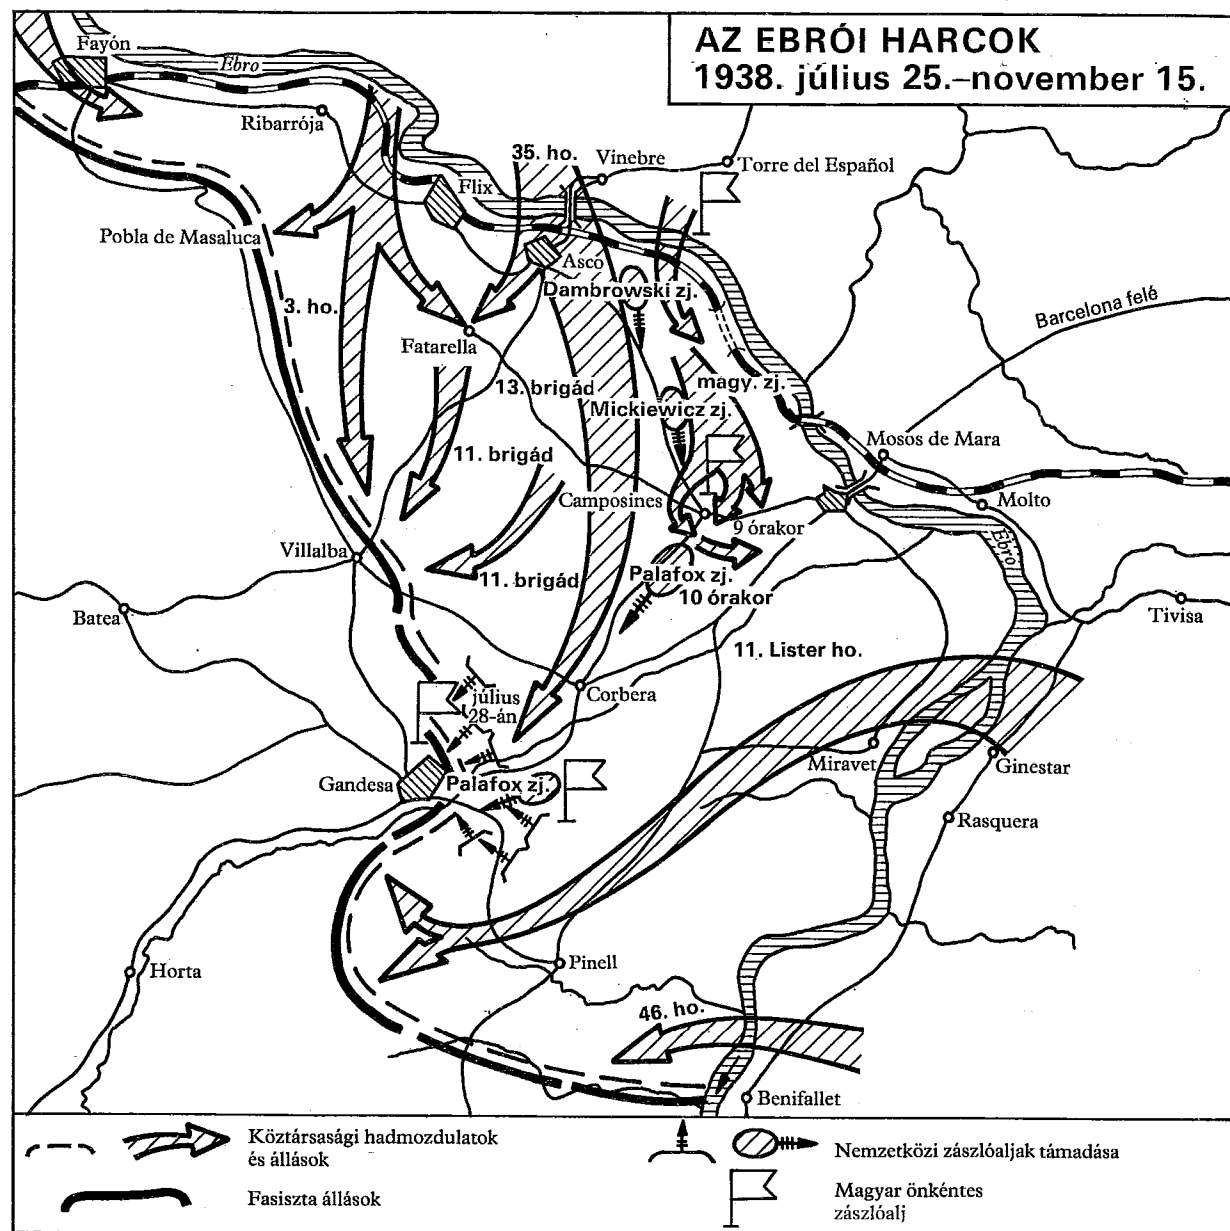 AZ EBRÓI HARCOK
1938. július 25.–november 15.
Fayón
Ebro
Ribarrója
35. ho.
Vinebre
Torre del Español
Flix
Pobla de Masaluca
Asco
Dambrowski zj.
3. ho.
Barcelona felé
Fatarella
13. brigád
magy. zj.
Mickiewicz zj.
Mosos de Mara
11. brigád
Camposines
Molto
9 órakor
Ebro
Villalba
11. brigád
Palafox zj.
10 órakor
Batea
Tivisa
11. Lister ho.
július
28-án
Corbera
Miravet
Ginestar
Gandesa
Palafox zj.
Rasquera
Horta
Pinell
46. ho.
Benifallet
Köztársasági hadmozdulatok
és állások
Nemzetközi zászlóaljak támadása
Fasiszta állások
Magyar önkéntes
zászlóalj